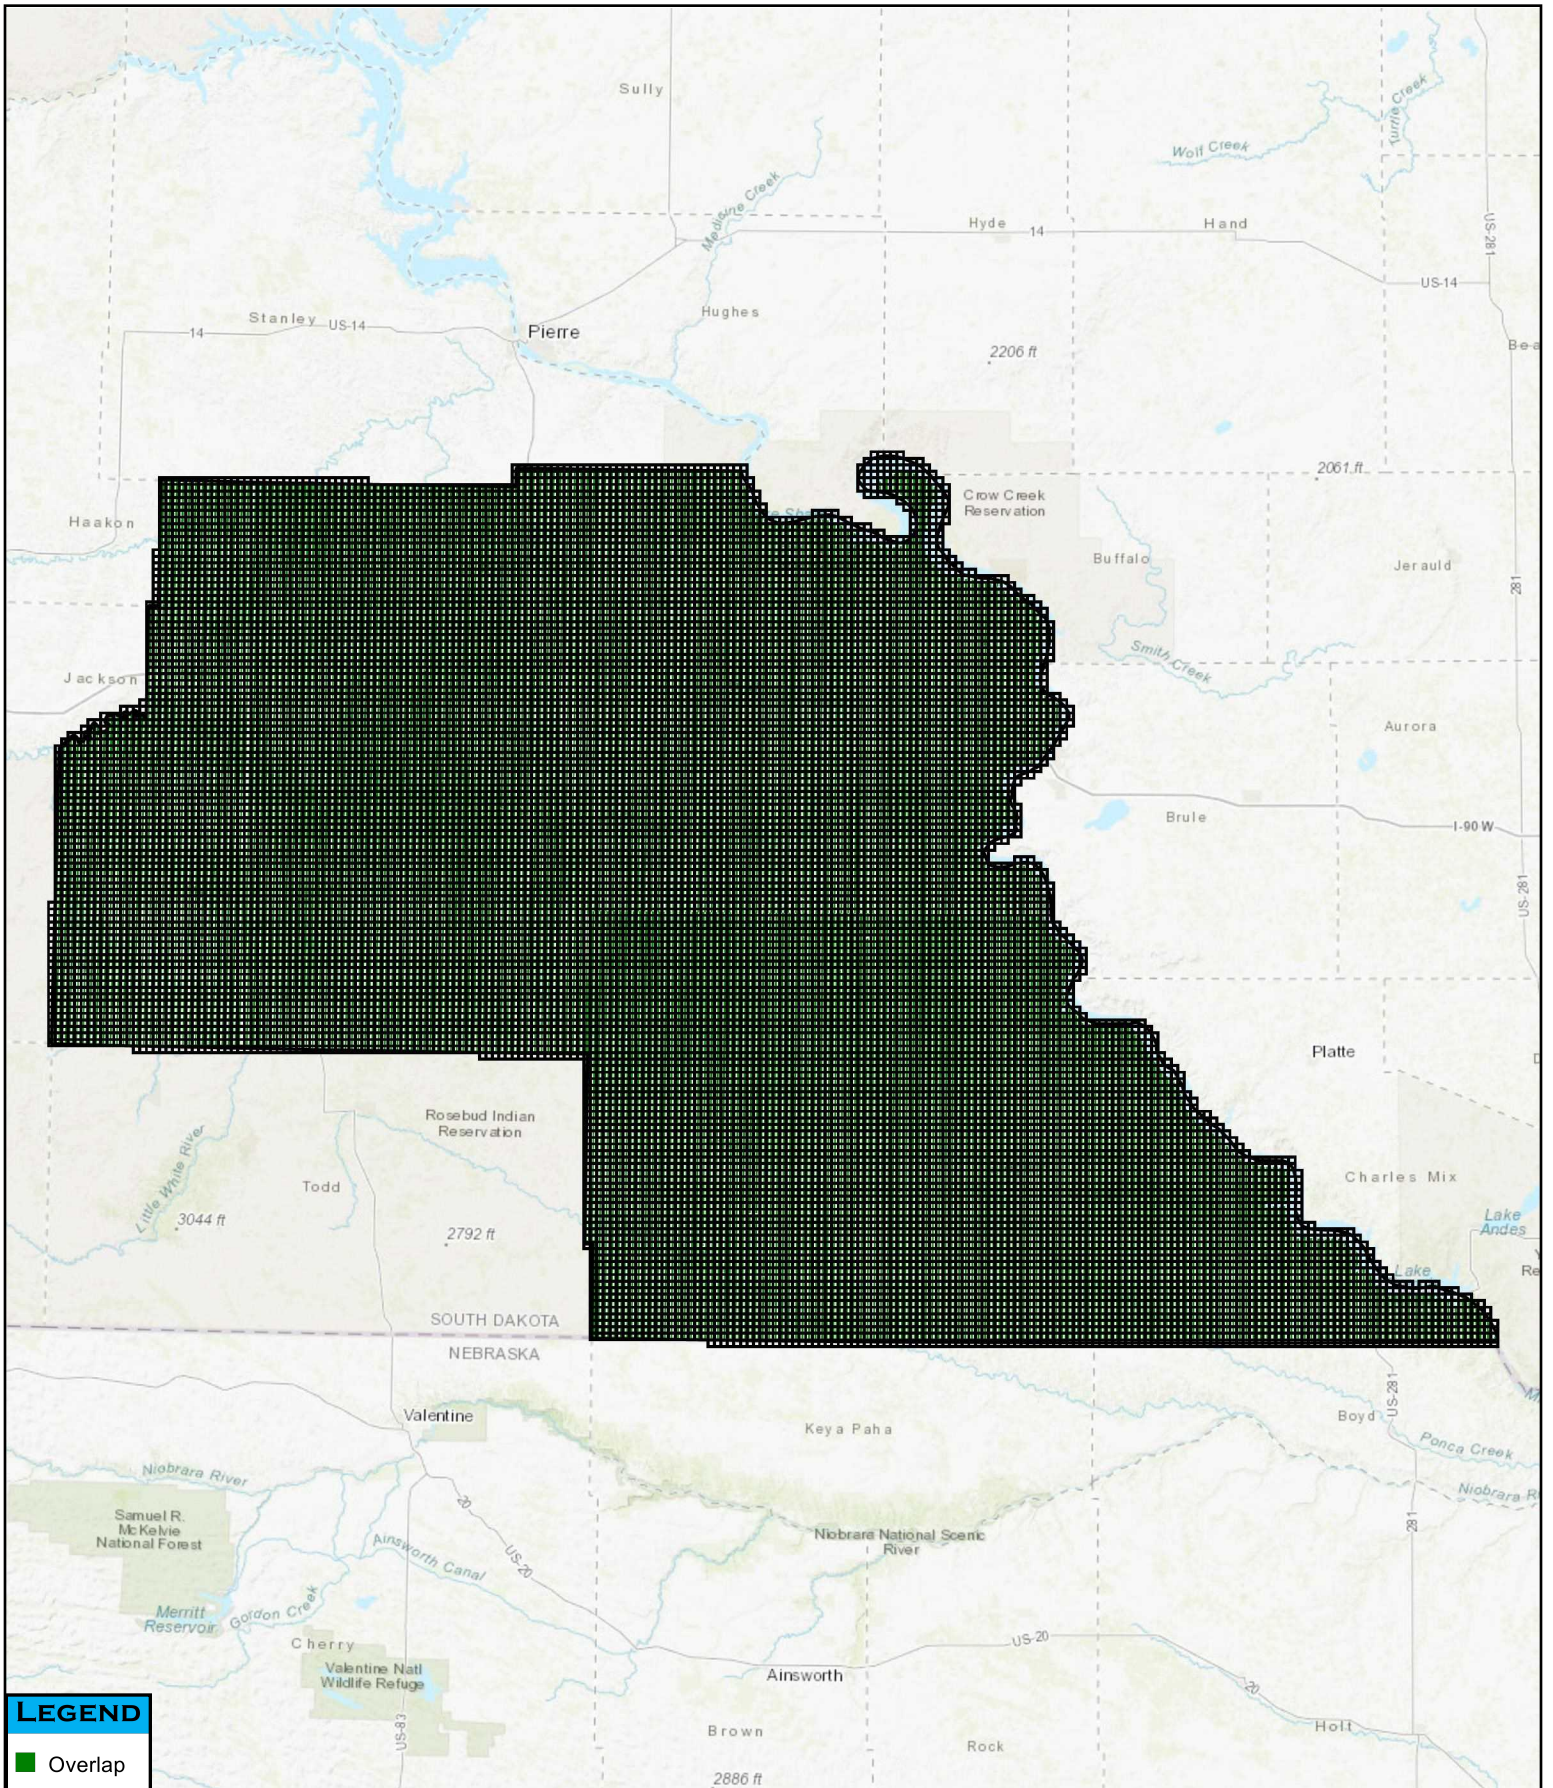 Sully
Turtle Creek
Wolf Creek
Medicine Creek
Hyde
14
Hand
US-281
US-14
Stanley
US-14
14
Hughes
Pierre
Bea
2206 ft
2061 ft
Crow Creek
Reservation
Haakon
Buffalo
Jerauld
281
Smith Creek
Jackson
Aurora
Brule
I-90 W
US-281
Platte
D
Rosebud Indian
Reservation
Little White River
Todd
3044 ft
2792 ft
Charles Mix
Lake
Andes
Lake
Re
SOUTH DAKOTA
NEBRASKA
M
US-281
Valentine
Keya Paha
Boyd
Ponca Creek
Niobrara River
Niobrara R
20
Samuel R.
McKelvie
National Forest
Ainsworth Canal
US-20
Niobrara National Scenic
River
281
Merritt
Reservoir
Gordon Creek
Cherry
US-20
Valentine Natl
Wildlife Refuge
Ainsworth
20
US-83
Brown
Rock
Holt
2886 ft
LEGEND
Overlap